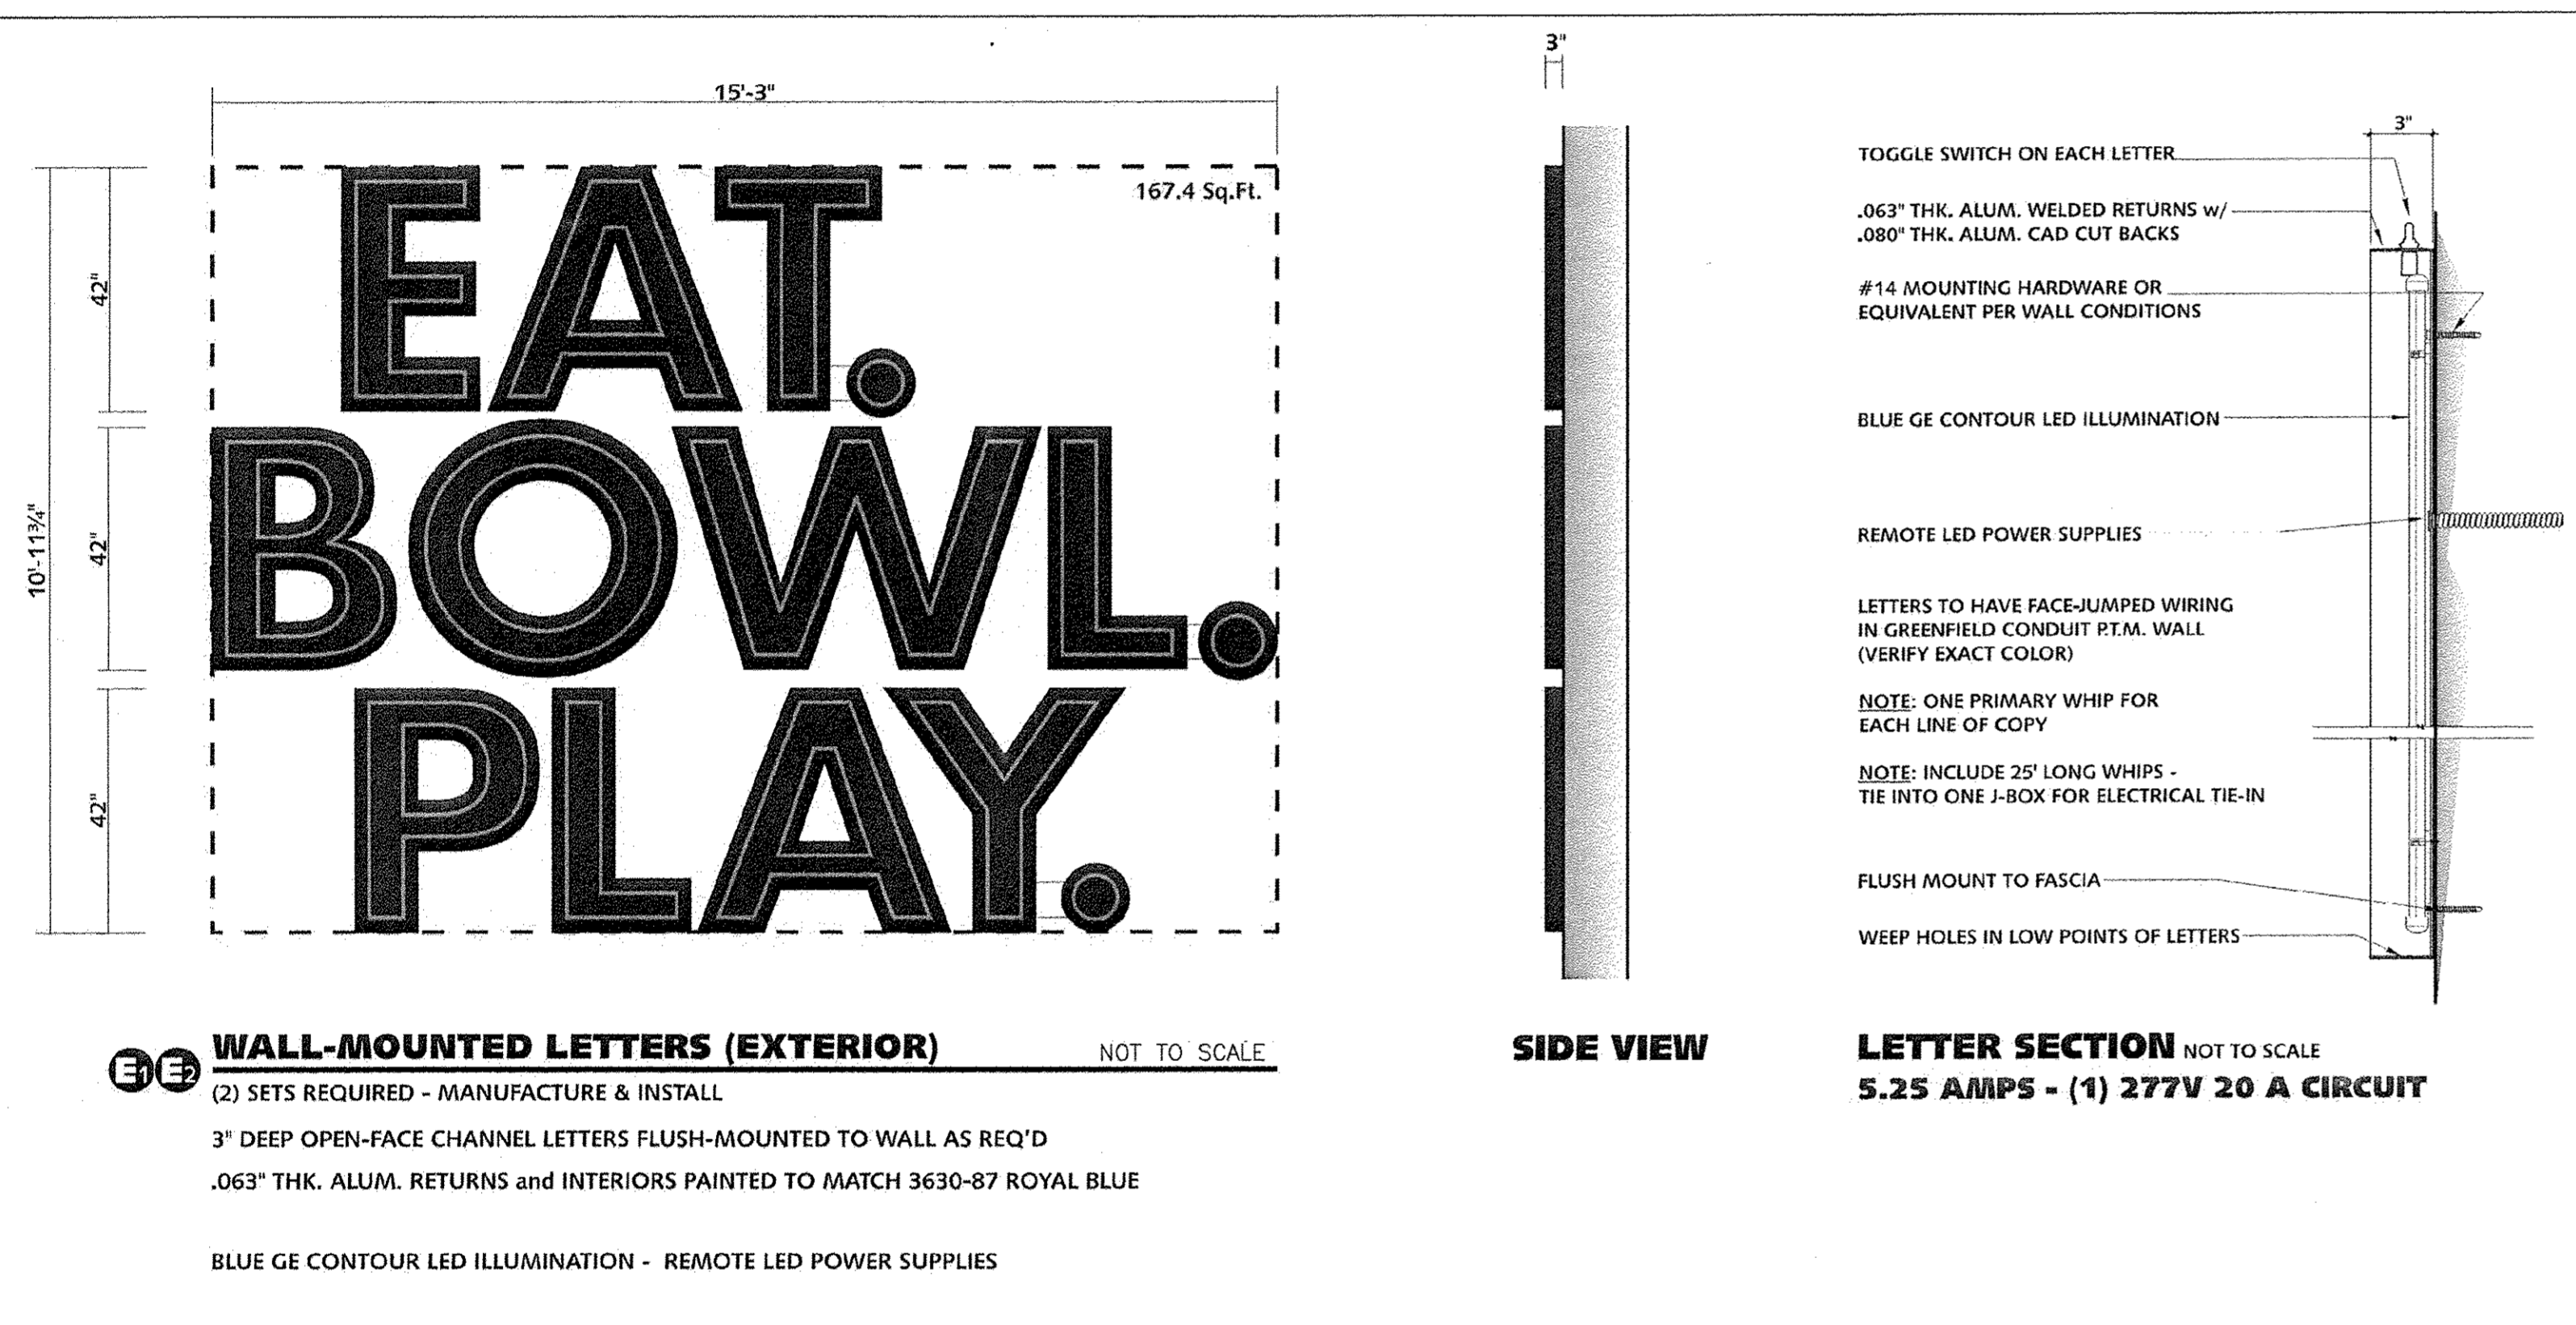 15'-3"
167.4 Sq.Ft.
10'-11¾"
42"
42"
42"
EAT.
BOWL.
PLAY.
E1 E2
WALL-MOUNTED LETTERS (EXTERIOR) NOT TO SCALE
(2) SETS REQUIRED - MANUFACTURE & INSTALL
3" DEEP OPEN-FACE CHANNEL LETTERS FLUSH-MOUNTED TO WALL AS REQ'D
.063" THK. ALUM. RETURNS and INTERIORS PAINTED TO MATCH 3630-87 ROYAL BLUE
BLUE GE CONTOUR LED ILLUMINATION - REMOTE LED POWER SUPPLIES
3"
SIDE VIEW
3"
TOGGLE SWITCH ON EACH LETTER
.063" THK. ALUM. WELDED RETURNS w/
.080" THK. ALUM. CAD CUT BACKS
#14 MOUNTING HARDWARE OR
EQUIVALENT PER WALL CONDITIONS
BLUE GE CONTOUR LED ILLUMINATION
REMOTE LED POWER SUPPLIES
LETTERS TO HAVE FACE-JUMPED WIRING
IN GREENFIELD CONDUIT P.T.M. WALL
(VERIFY EXACT COLOR)
NOTE: ONE PRIMARY WHIP FOR
EACH LINE OF COPY
NOTE: INCLUDE 25' LONG WHIPS -
TIE INTO ONE J-BOX FOR ELECTRICAL TIE-IN
FLUSH MOUNT TO FASCIA
WEEP HOLES IN LOW POINTS OF LETTERS
LETTER SECTION NOT TO SCALE
5.25 AMPS - (1) 277V 20 A CIRCUIT